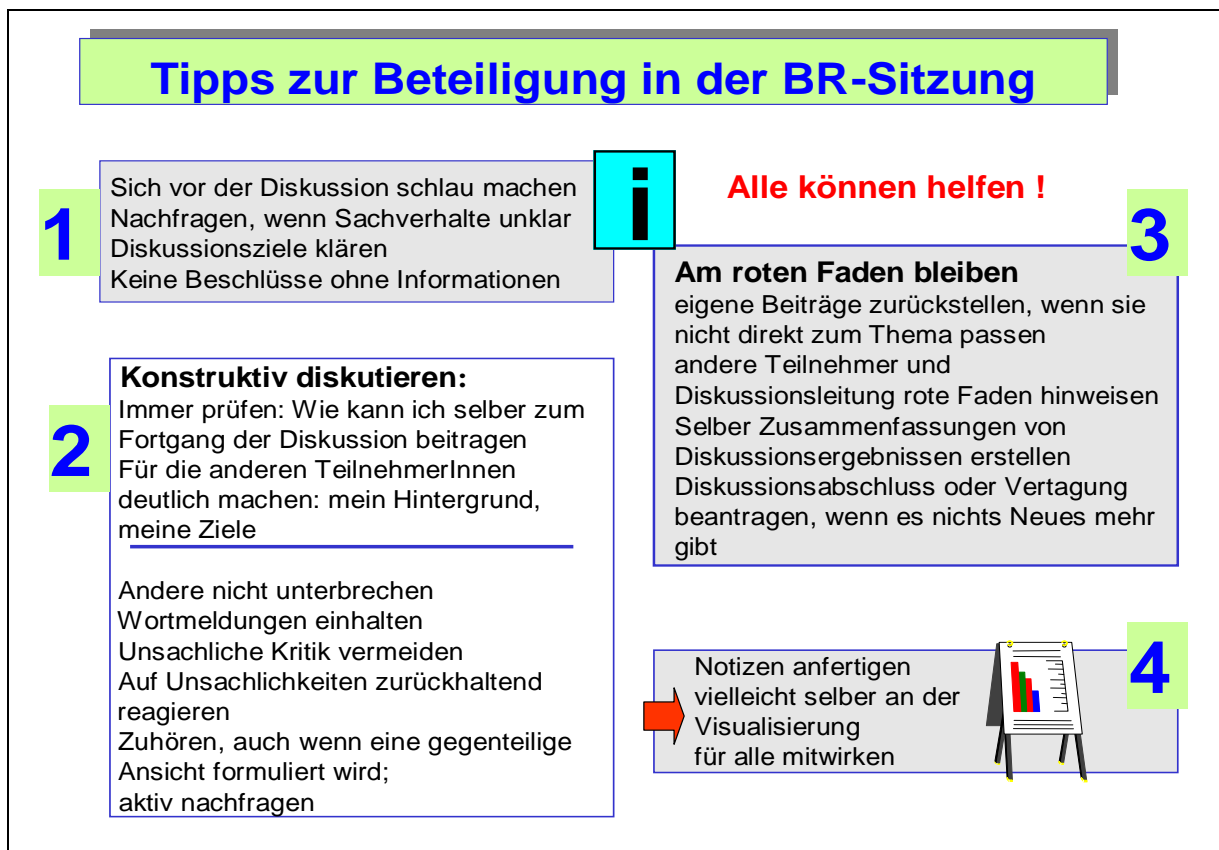 Tipps zur Beteiligung in der BR-Sitzung
1
Sich vor der Diskussion schlau machen
Nachfragen, wenn Sachverhalte unklar
Diskussionsziele klären
Keine Beschlüsse ohne Informationen
i
Alle können helfen !
2
Konstruktiv diskutieren:
Immer prüfen: Wie kann ich selber zum
Fortgang der Diskussion beitragen
Für die anderen TeilnehmerInnen
deutlich machen: mein Hintergrund,
meine Ziele
Andere nicht unterbrechen
Wortmeldungen einhalten
Unsachliche Kritik vermeiden
Auf Unsachlichkeiten zurückhaltend
reagieren
Zuhören, auch wenn eine gegenteilige
Ansicht formuliert wird;
aktiv nachfragen
3
Am roten Faden bleiben
eigene Beiträge zurückstellen, wenn sie
nicht direkt zum Thema passen
andere Teilnehmer und
Diskussionsleitung rote Faden hinweisen
Selber Zusammenfassungen von
Diskussionsergebnissen erstellen
Diskussionsabschluss oder Vertagung
beantragen, wenn es nichts Neues mehr
gibt
4
Notizen anfertigen
vielleicht selber an der
Visualisierung
für alle mitwirken